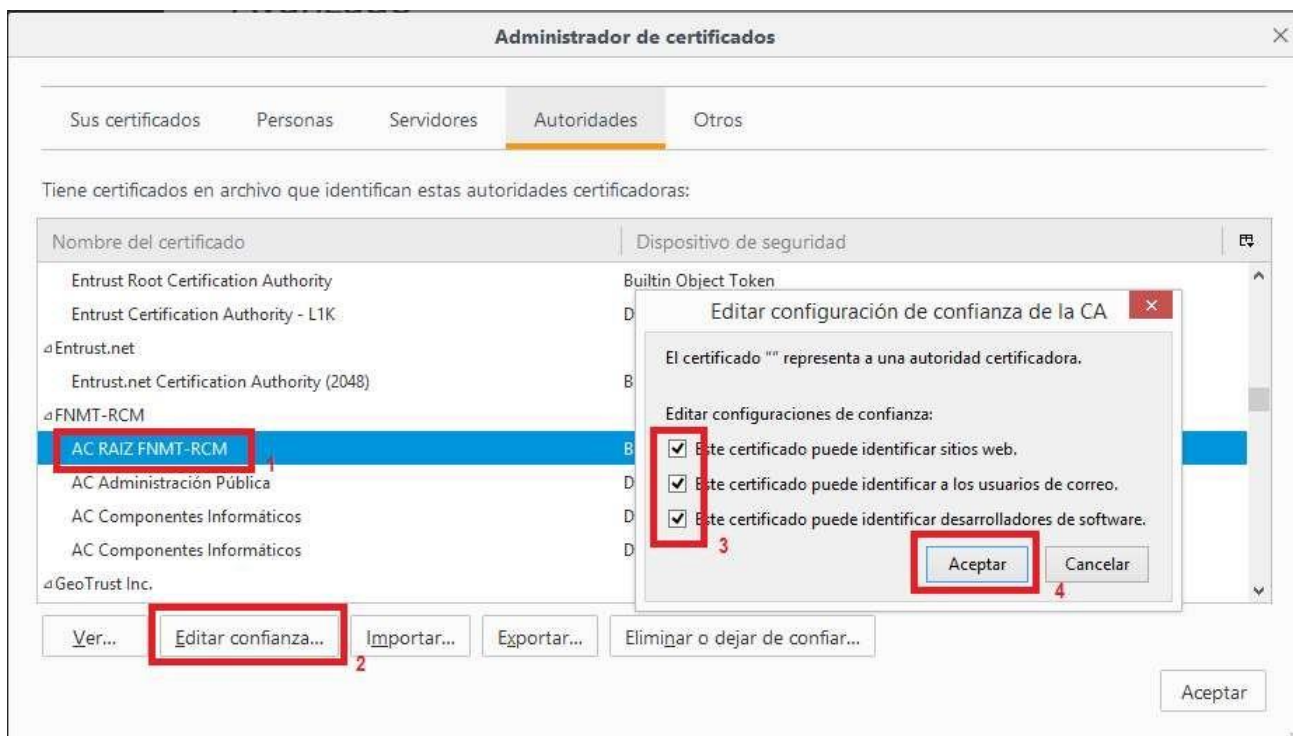 Administrador de certificados
Sus certificados Personas Servidores Autoridades Otros
Tiene certificados en archivo que identifican estas autoridades certificadoras:
Nombre del certificado Dispositivo de seguridad
Entrust Root Certification Authority Builtin Object Token
Entrust Certification Authority - L1K D
Entrust.net
Entrust.net Certification Authority (2048) B
FNMT-RCM
AC RAIZ FNMT-RCM B
1
AC Administración Pública D
AC Componentes Informáticos D
AC Componentes Informáticos D
GeoTrust Inc.
Editar configuración de confianza de la CA
El certificado "" representa a una autoridad certificadora.
Editar configuraciones de confianza:
Este certificado puede identificar sitios web.
Este certificado puede identificar a los usuarios de correo.
Este certificado puede identificar desarrolladores de software.
3
Aceptar Cancelar
4
Ver... Editar confianza... Importar... Exportar... Eliminar o dejar de confiar...
2
Aceptar